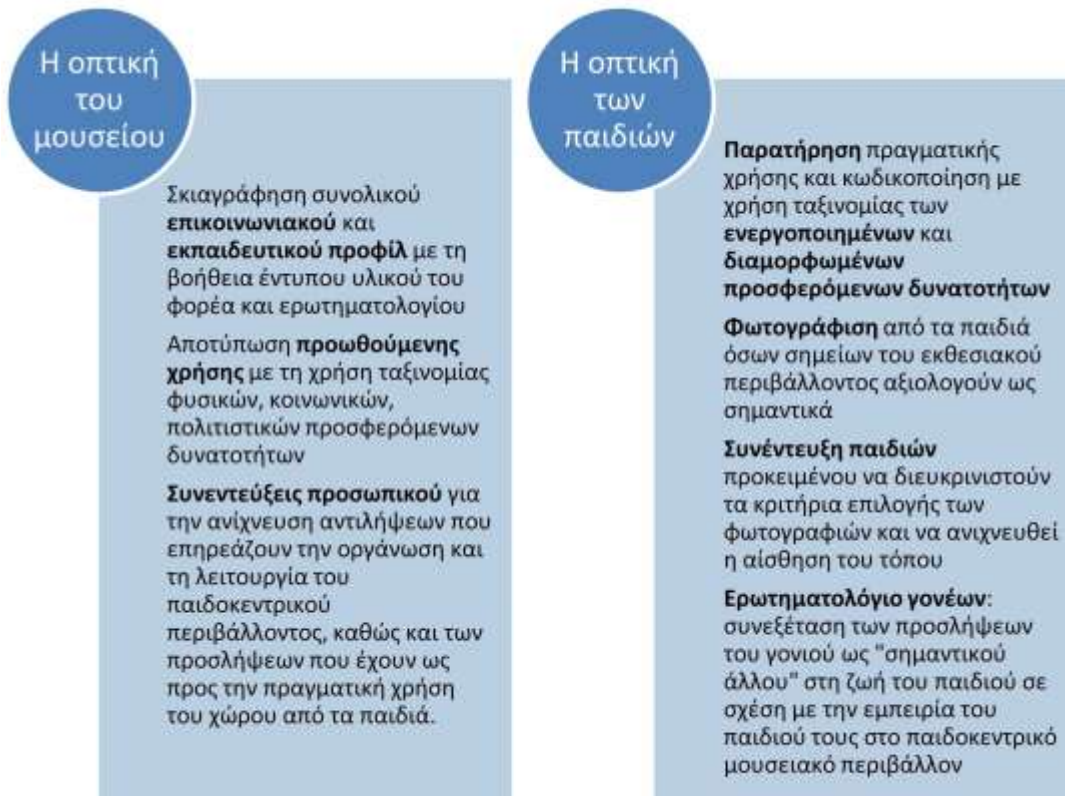 Η οπτική
του
μουσείου
Σκιαγράφηση συνολικού
επικοινωνιακού και
εκπαιδευτικού προφίλ με τη
βοήθεια έντυπου υλικού του
φορέα και ερωτηματολογίου
Αποτύπωση προωθούμενης
χρήσης με τη χρήση ταξινομίας
φυσικών, κοινωνικών,
πολιτιστικών προσφερόμενων
δυνατοτήτων
Συνεντεύξεις προσωπικού για
την ανίχνευση αντιλήψεων που
επηρεάζουν την οργάνωση και
τη λειτουργία του
παιδοκεντρικού
περιβάλλοντος, καθώς και των
προσλήψεων που έχουν ως
προς την πραγματική χρήση
του χώρου από τα παιδιά.
Η οπτική
των
παιδιών
Παρατήρηση πραγματικής
χρήσης και κωδικοποίηση με
χρήση ταξινομίας των
ενεργοποιημένων και
διαμορφωμένων
προσφερόμενων δυνατοτήτων
Φωτογράφιση από τα παιδιά
όσων σημείων του εκθεσιακού
περιβάλλοντος αξιολογούν ως
σημαντικά
Συνέντευξη παιδιών
προκειμένου να διευκρινιστούν
τα κριτήρια επιλογής των
φωτογραφιών και να ανιχνευθεί
η αίσθηση του τόπου
Ερωτηματολόγιο γονέων:
συνεξέταση των προσλήψεων
του γονιού ως "σημαντικού
άλλου" στη ζωή του παιδιού σε
σχέση με την εμπειρία του
παιδιού τους στο παιδοκεντρικό
μουσειακό περιβάλλον